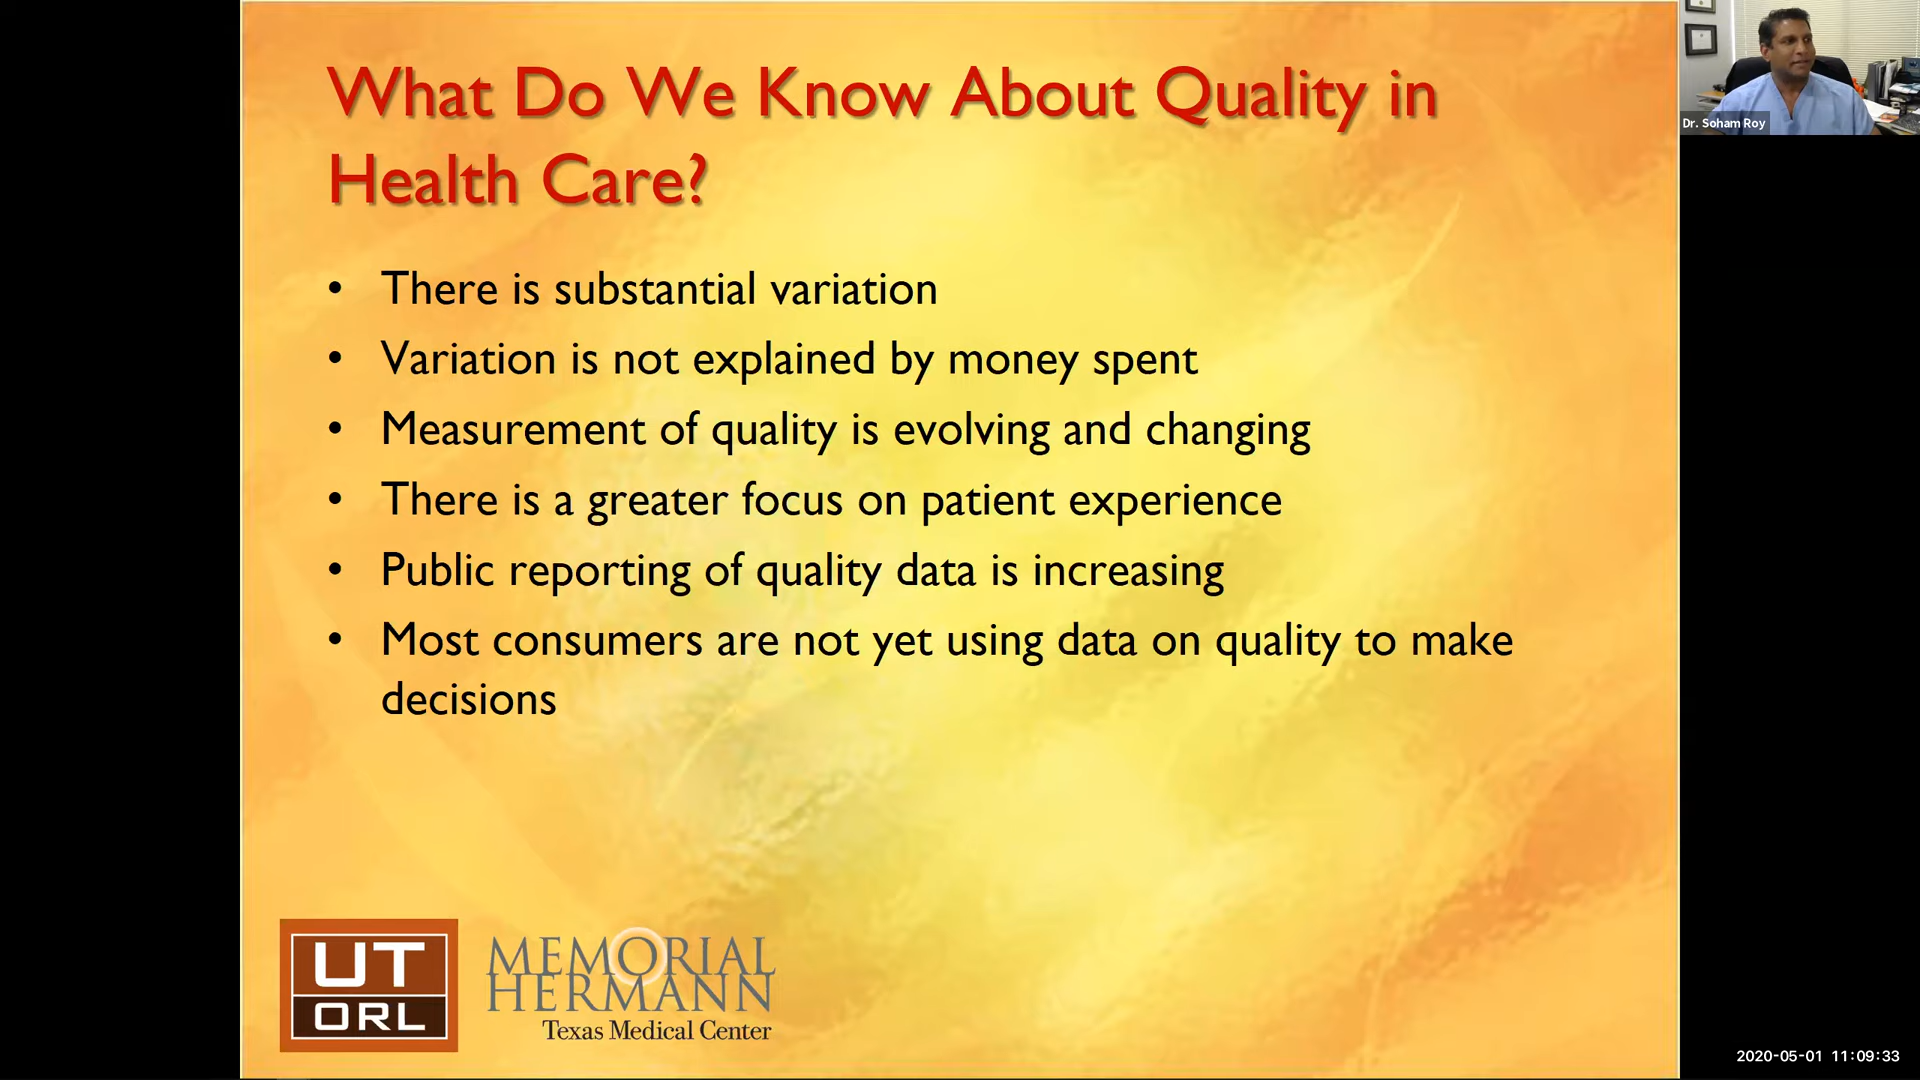 What Do We Know About Quality in
Health Care?
• There is substantial variation
• Variation is not explained by money spent
• Measurement of quality is evolving and changing
• There is a greater focus on patient experience
• Public reporting of quality data is increasing
• Most consumers are not yet using data on quality to make
decisions
UT
ORL
MEMORIAL
HERMANN
Texas Medical Center
Dr. Soham Roy
2020-05-01 11:09:33